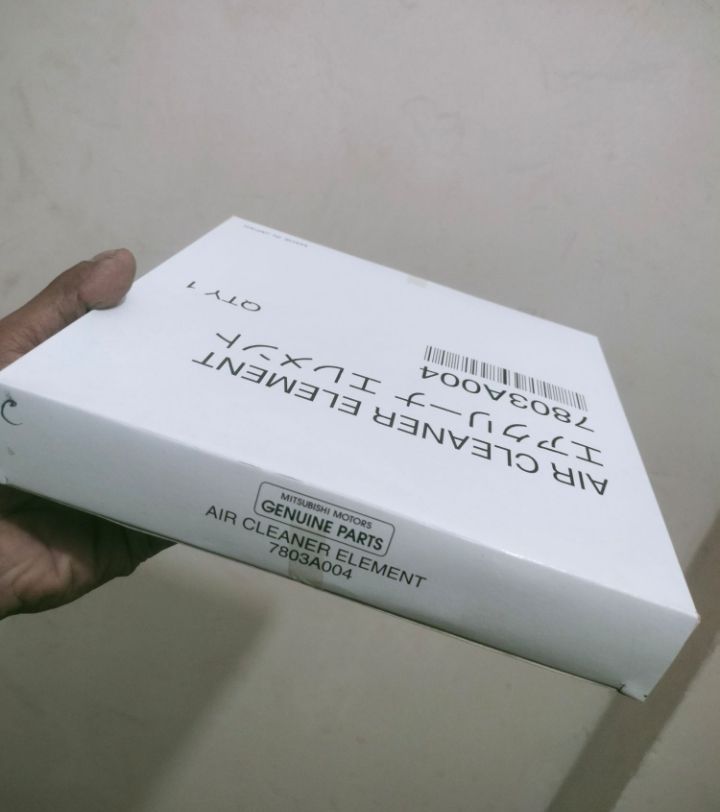 AIR CLEANER ELEMENT
エアクリーナ エレメント
7803A004
QTY 1
MITSUBISHI MOTORS
GENUINE PARTS
AIR CLEANER ELEMENT
7803A004